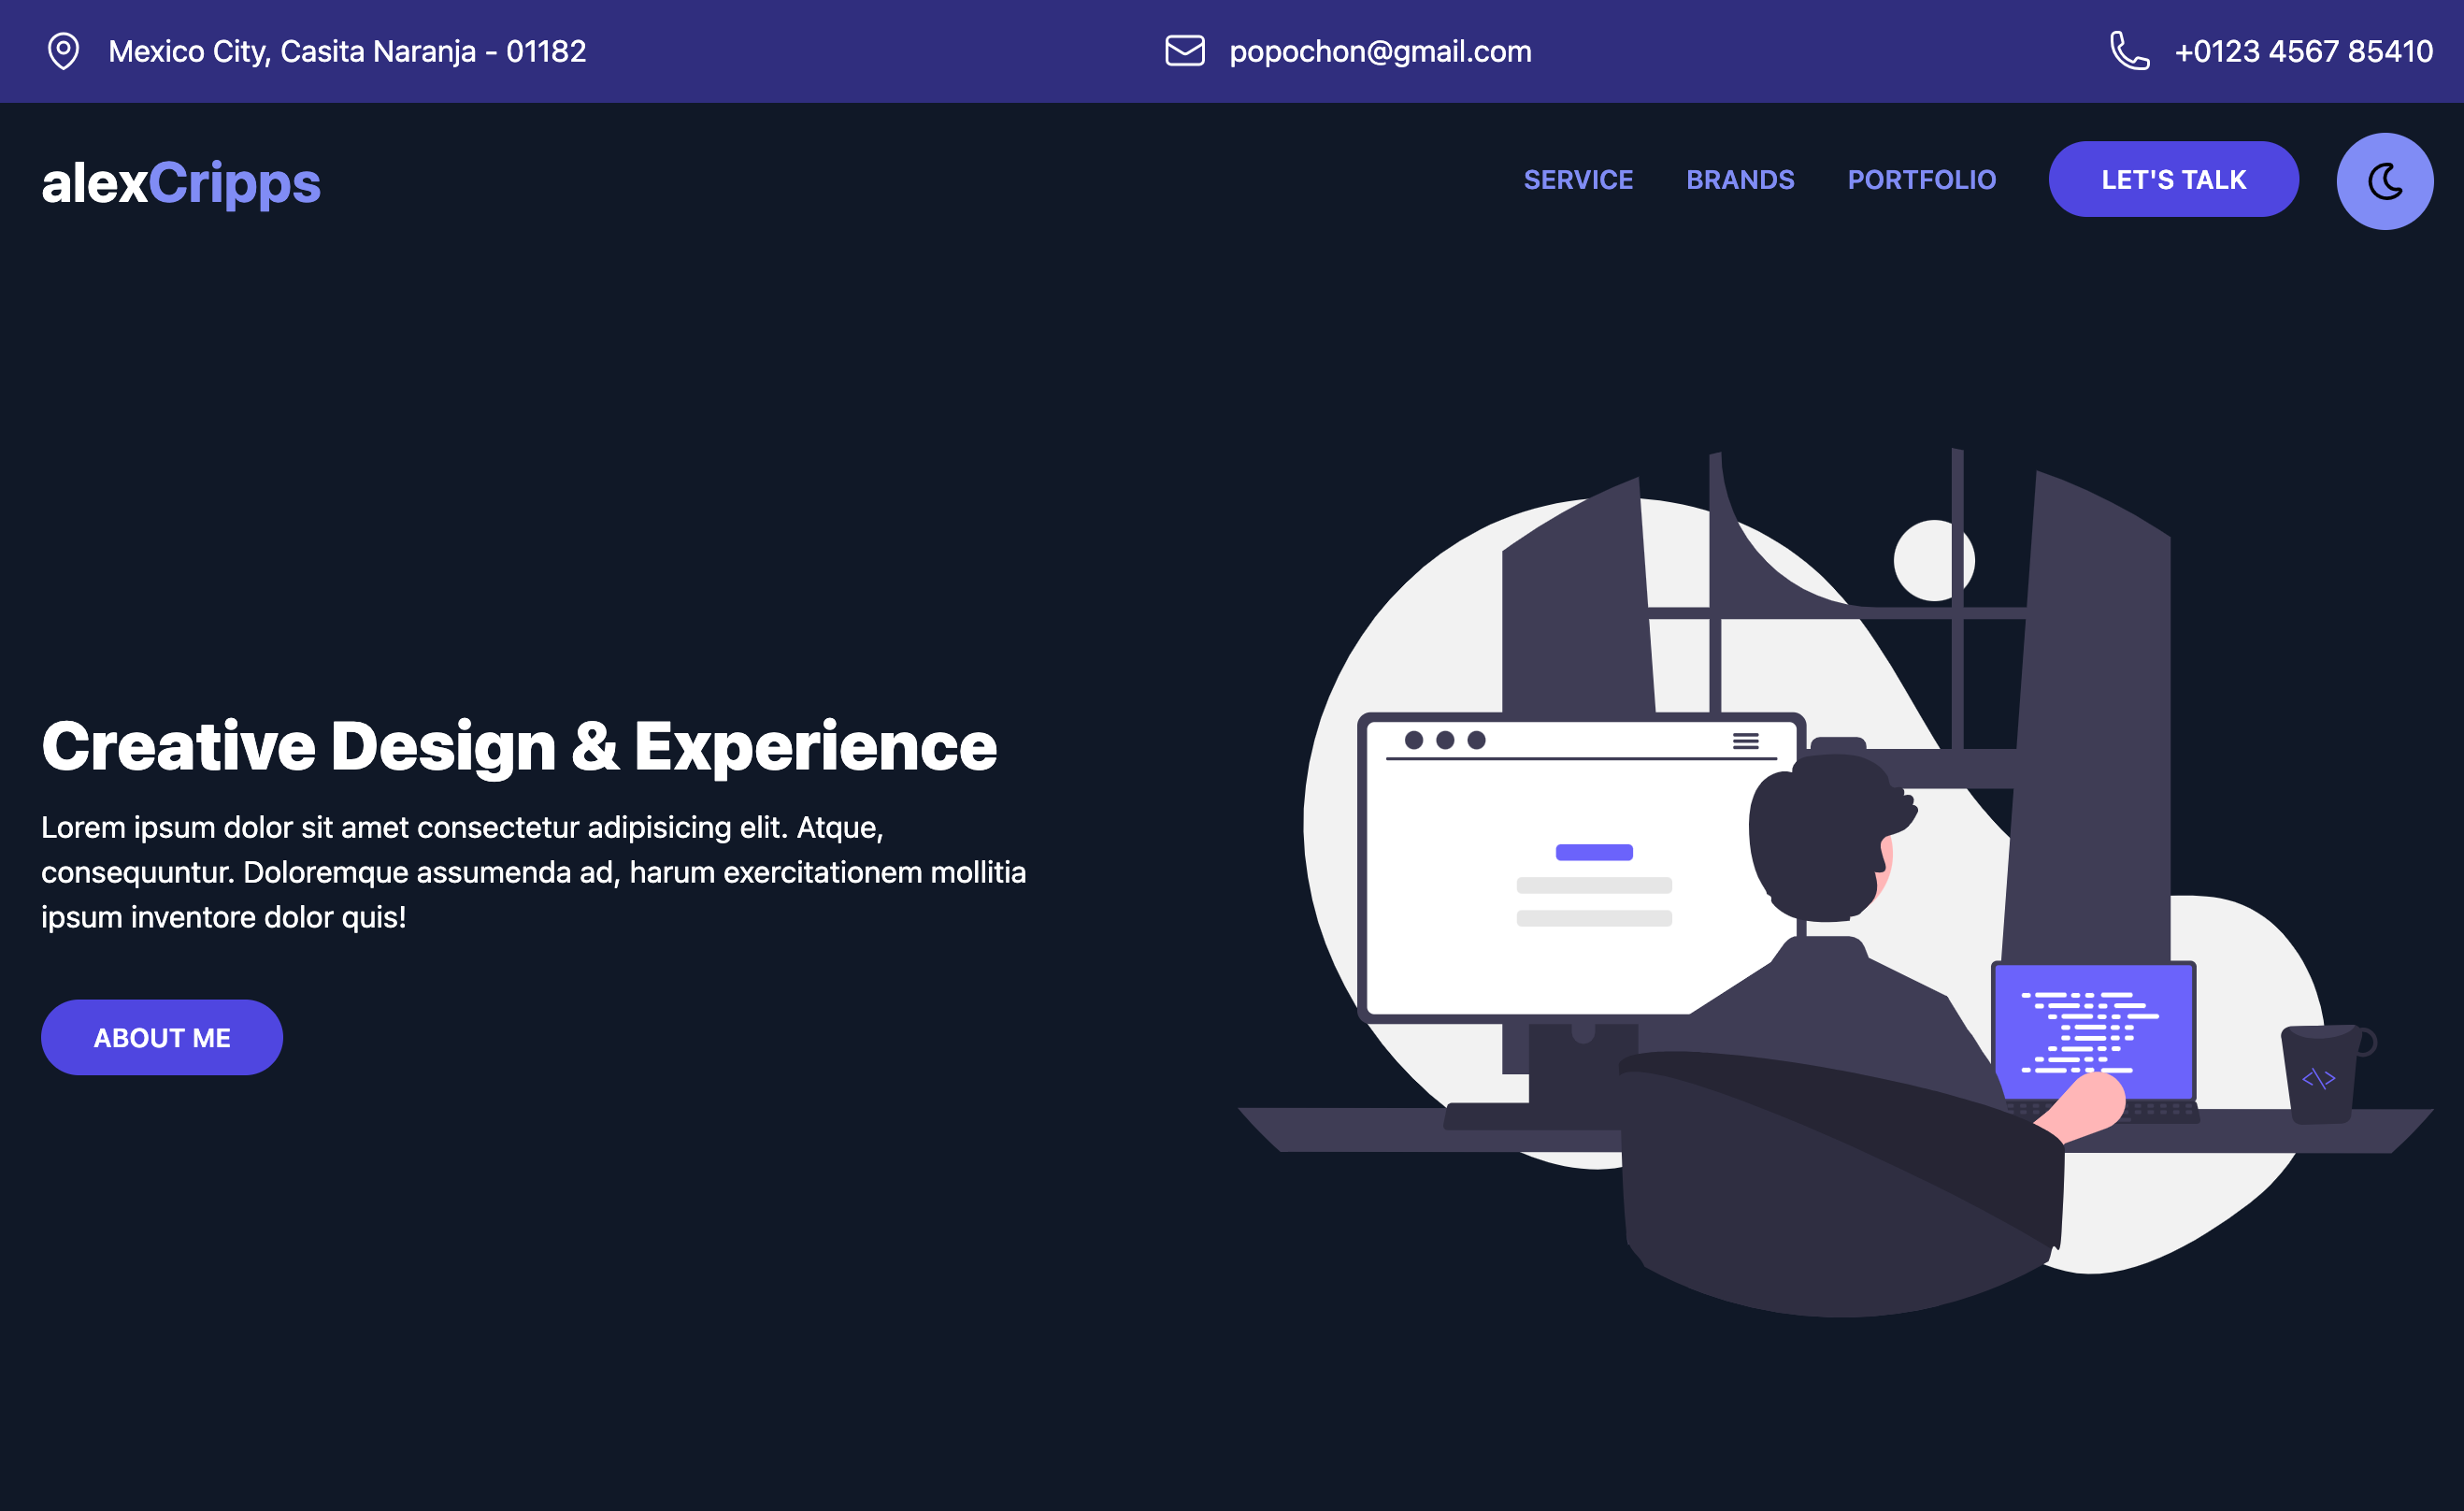 Mexico City, Casita Naranja - 01182
popochon@gmail.com
+0123 4567 85410
alexCripps
SERVICE
BRANDS
PORTFOLIO
LET'S TALK
Creative Design & Experience
Lorem ipsum dolor sit amet consectetur adipisicing elit. Atque,
consequuntur. Doloremque assumenda ad, harum exercitationem mollitia
ipsum inventore dolor quis!
ABOUT ME
<\>